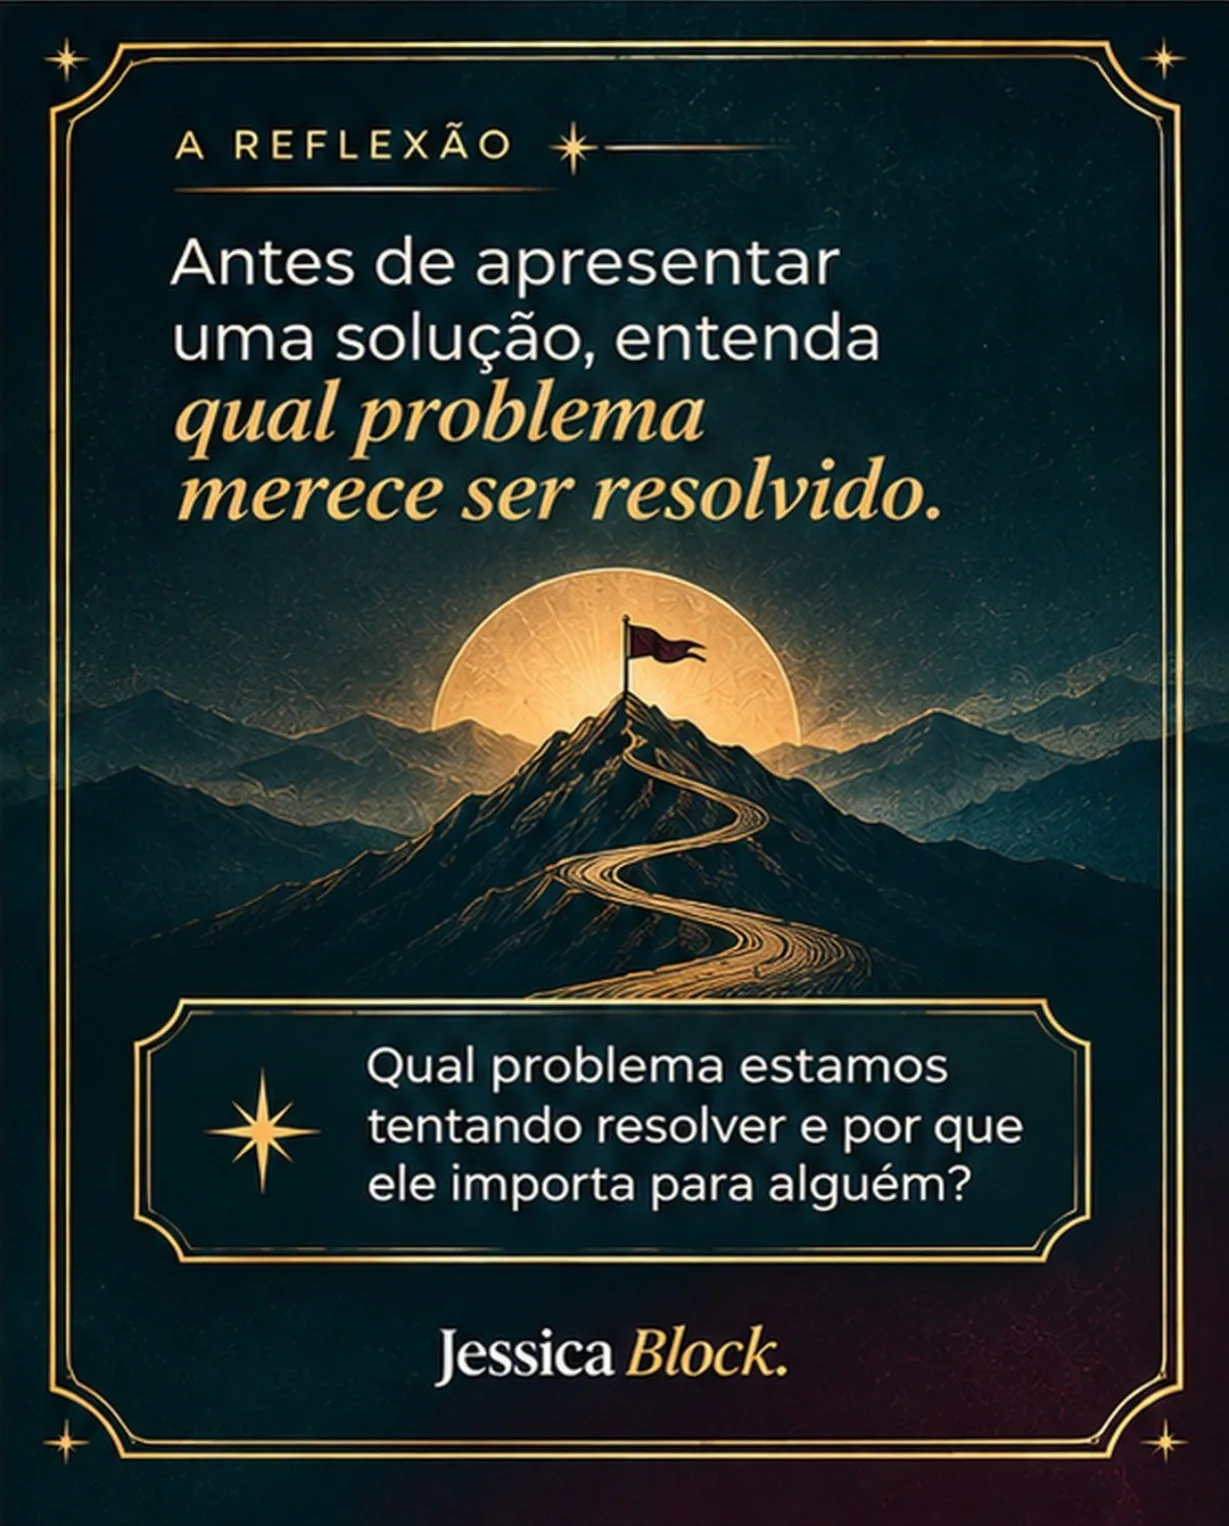 A REFLEXÃO
Antes de apresentar
uma solução, entenda
qual problema
merece ser resolvido.
Qual problema estamos
tentando resolver e por que
ele importa para alguém?
Jessica Block.